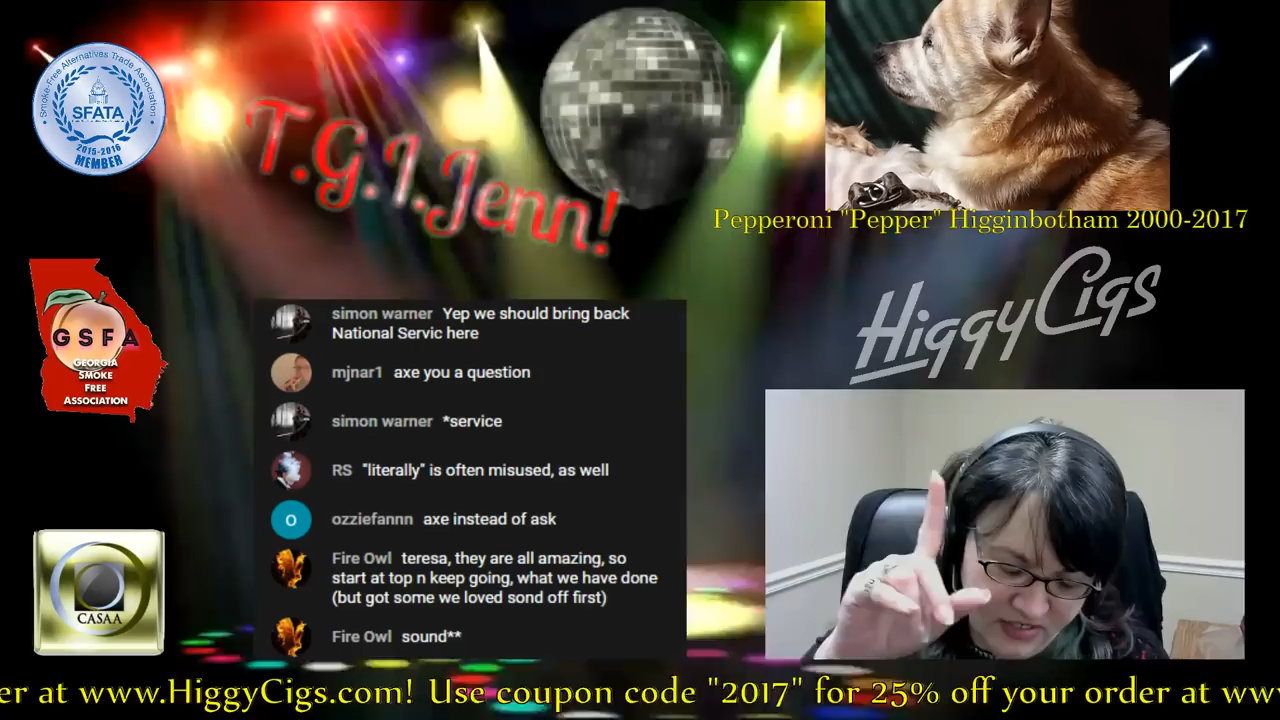 Smoke-Free Alternatives Trade Association
SFATA
2015-2016
MEMBER
T.G.I.Jenn!
Pepperoni "Pepper" Higginbotham 2000-2017
HiggyCigs
GSFA
GEORGIA
SMOKE
FREE
ASSOCIATION
CASAA
simon warner Yep we should bring back
National Servic here
mjnar1 axe you a question
simon warner *service
RS "literally" is often misused, as well
O
ozziefannn axe instead of ask
Fire Owl teresa, they are all amazing, so
start at top n keep going, what we have done
(but got some we loved sond off first)
Fire Owl sound**
er at www.HiggyCigs.com! Use coupon code "2017" for 25% off your order at ww